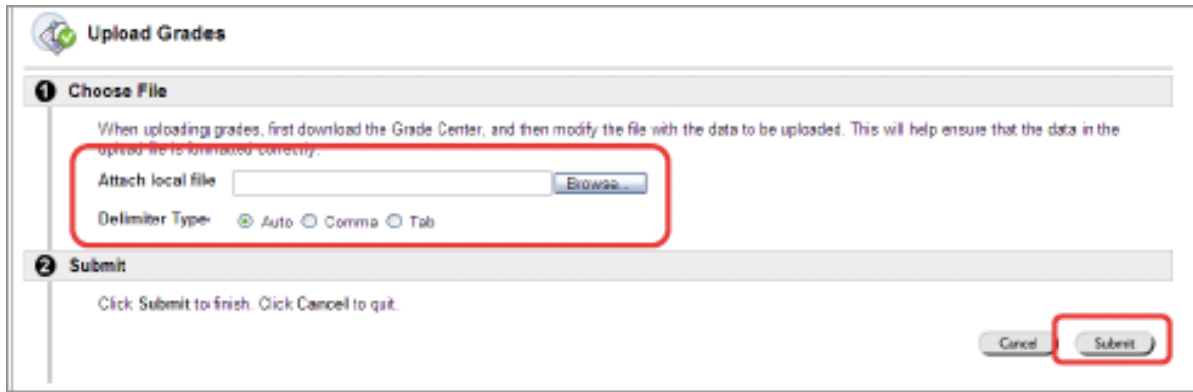 Upload Grades
1 Choose File
When uploading grades, first download the Grade Center, and then modify the file with the data to be uploaded. This will help ensure that the data in the
upload file is formatted correctly.
Attach local file Browse...
Delimiter Type Auto Comma Tab
2 Submit
Click Submit to finish. Click Cancel to quit.
Cancel Submit